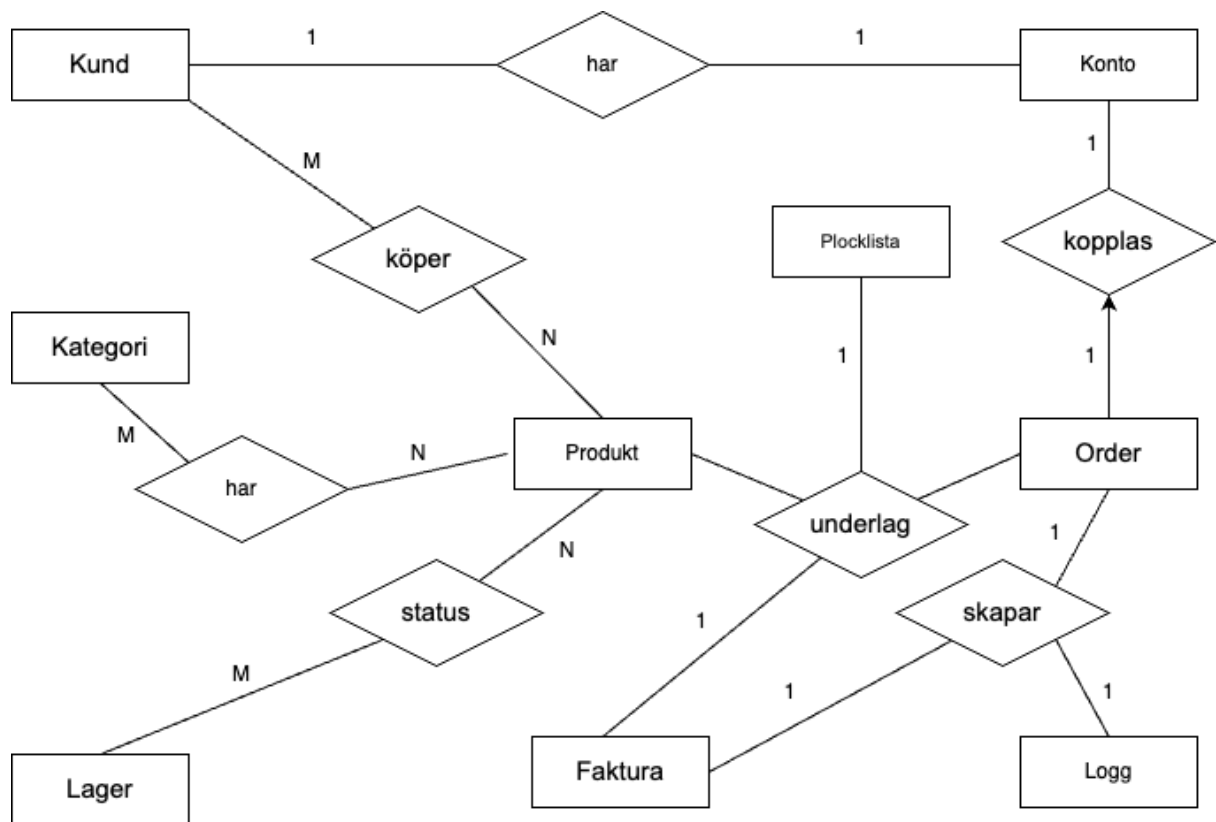 Kund
1
har
1
Konto
M
1
köper
Plocklista
kopplas
N
1
1
Kategori
M
N
Produkt
Order
har
underlag
N
1
status
skapar
M
1
1
1
Lager
Faktura
Logg